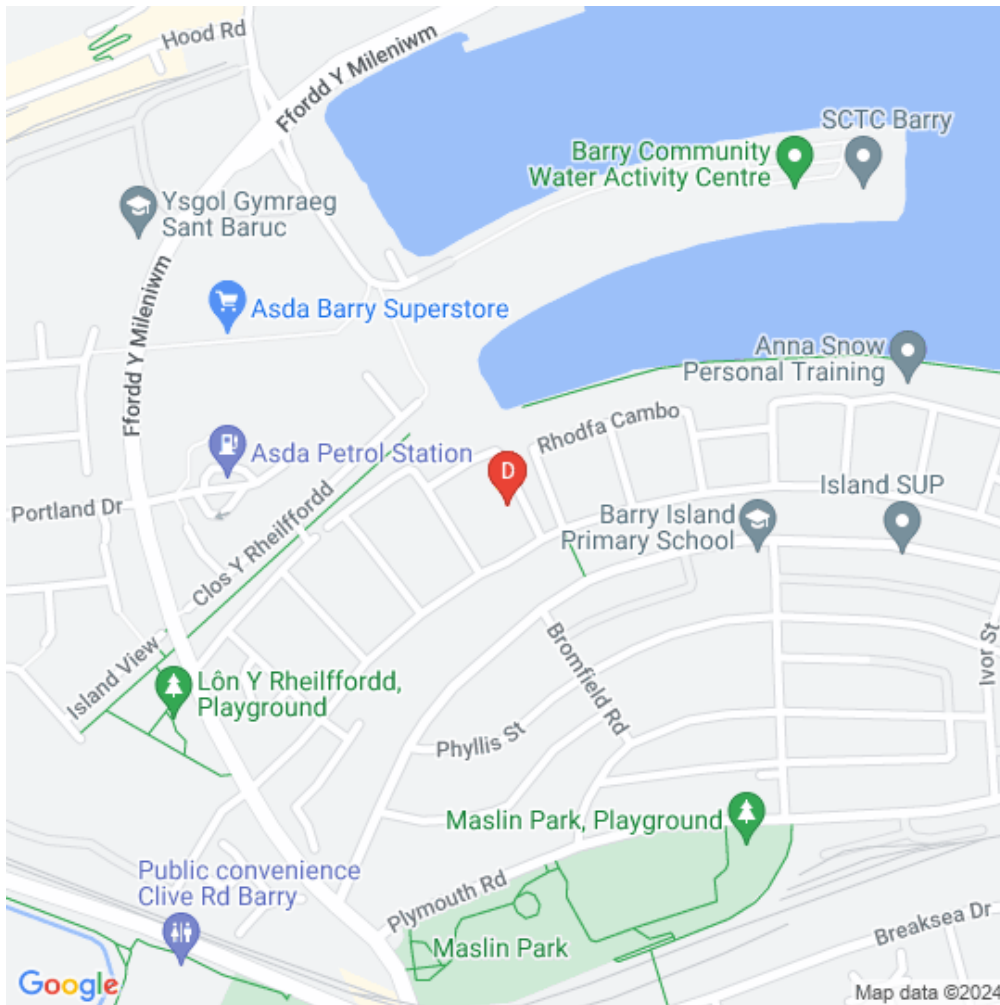 Hood Rd
Ffordd Y Mileniwm
SCTC Barry
Barry Community
Water Activity Centre
Ysgol Gymraeg
Sant Baruc
Ffordd Y Mileniwm
Asda Barry Superstore
Anna Snow
Personal Training
Rhodfa Cambo
Asda Petrol Station
D
Island SUP
Portland Dr
Barry Island
Primary School
Clos Y Rheilffordd
Island View
Lôn Y Rheilffordd,
Playground
Bromfield Rd
Ivor St
Phyllis St
Maslin Park, Playground
Public convenience
Clive Rd Barry
Plymouth Rd
Maslin Park
Breaksea Dr
Google
Map data ©2024